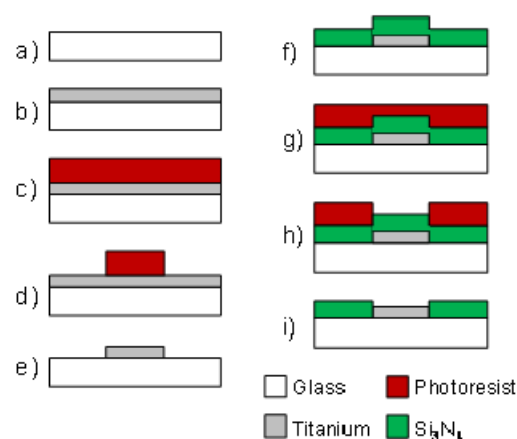 a)
b)
c)
d)
e)
f)
g)
h)
i)
Glass
Photoresist
Titanium
Si₃N₄